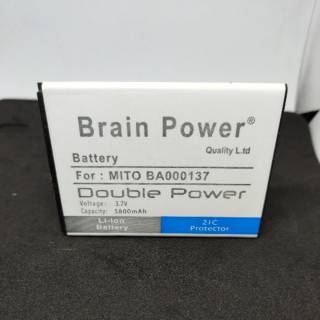 Brain Power®
Quality L.td
Battery
For : MITO BA000137
Double Power
Voltage: 3.7V
Capacity: 5800mAh
Li-ion Battery
2IC Protector